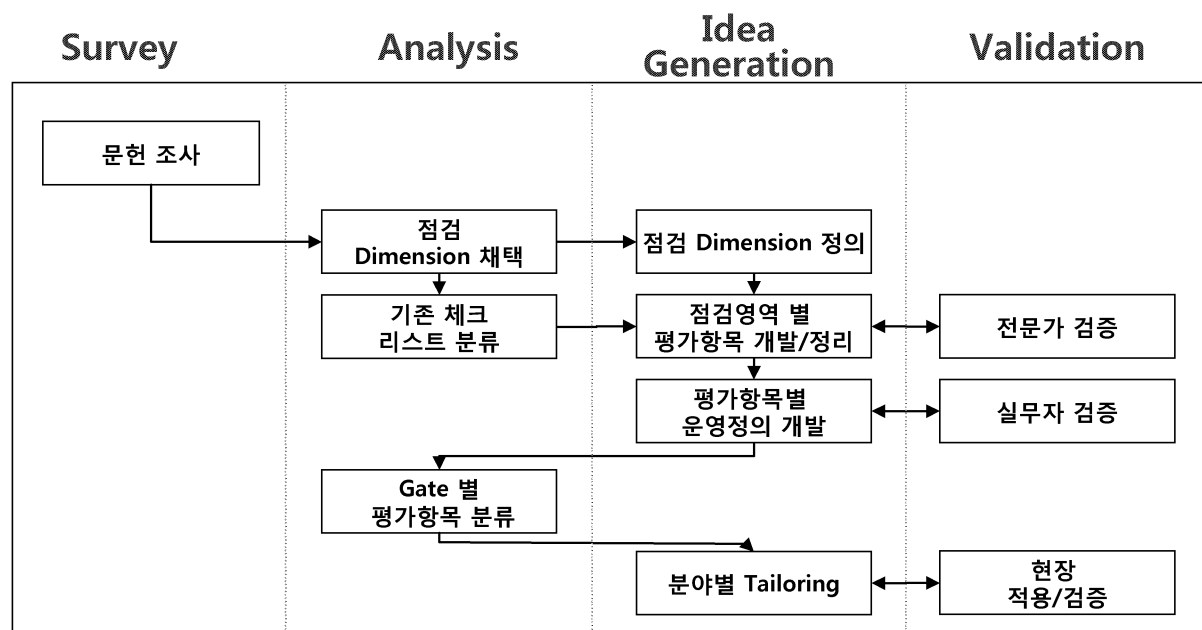 Survey
Analysis
Idea
Generation
Validation
문헌 조사
점검
Dimension 채택
점검 Dimension 정의
기존 체크
리스트 분류
점검영역 별
평가항목 개발/정리
전문가 검증
평가항목별
운영정의 개발
실무자 검증
Gate 별
평가항목 분류
분야별 Tailoring
현장
적용/검증